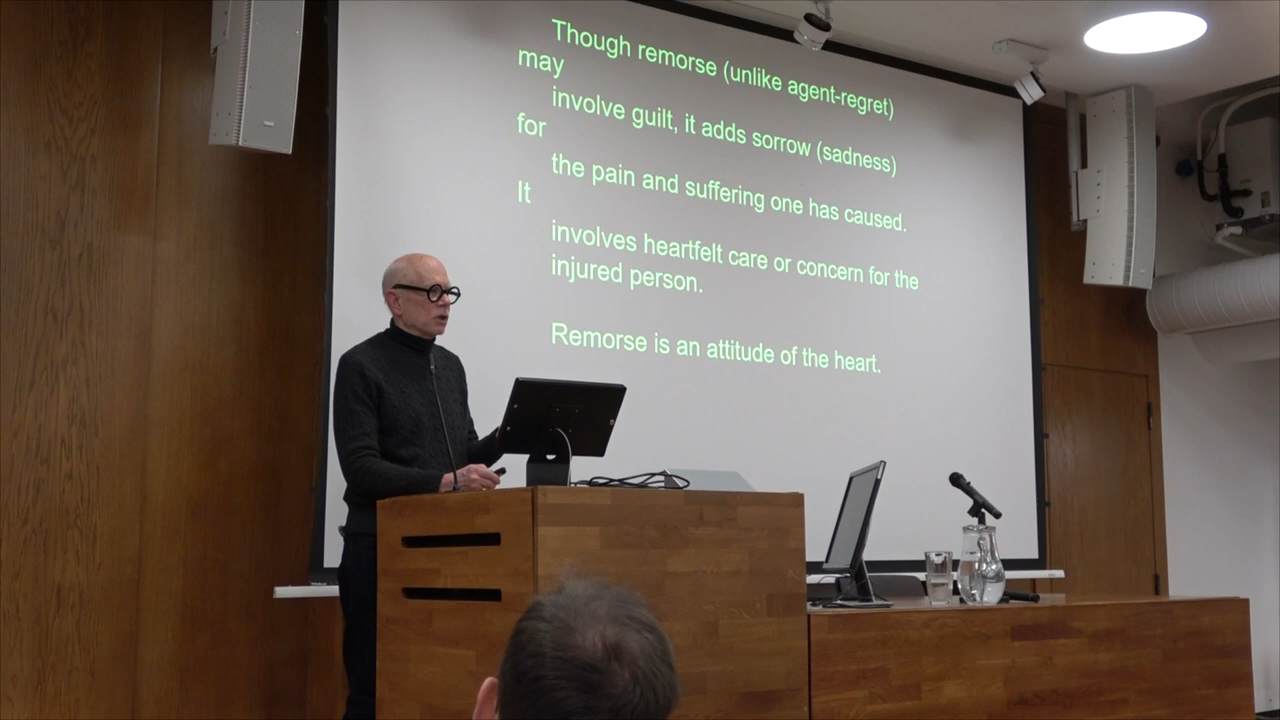 Though remorse (unlike agent-regret)
may
involve guilt, it adds sorrow (sadness)
for
the pain and suffering one has caused.
It
involves heartfelt care or concern for the
injured person.
Remorse is an attitude of the heart.